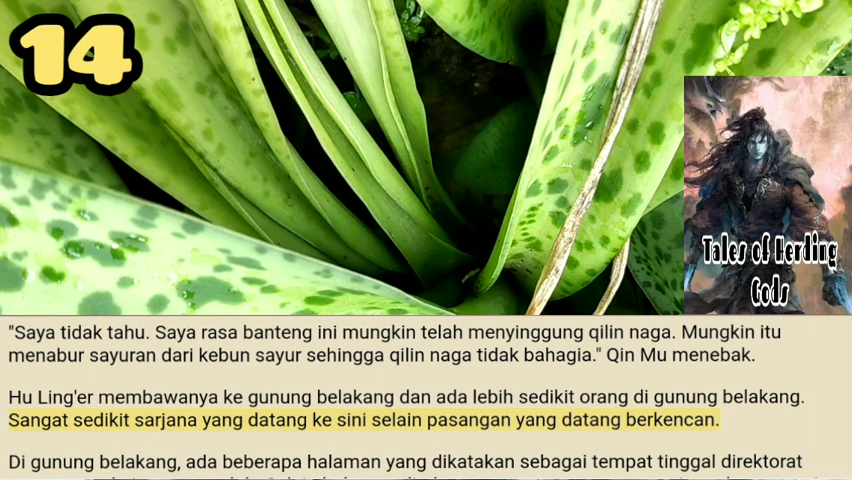 14
Tales of Herding
Gods
"Saya tidak tahu. Saya rasa banteng ini mungkin telah menyinggung qilin naga. Mungkin itu
menabur sayuran dari kebun sayur sehingga qilin naga tidak bahagia." Qin Mu menebak.
Hu Ling'er membawanya ke gunung belakang dan ada lebih sedikit orang di gunung belakang.
Sangat sedikit sarjana yang datang ke sini selain pasangan yang datang berkencan.
Di gunung belakang, ada beberapa halaman yang dikatakan sebagai tempat tinggal direktorat